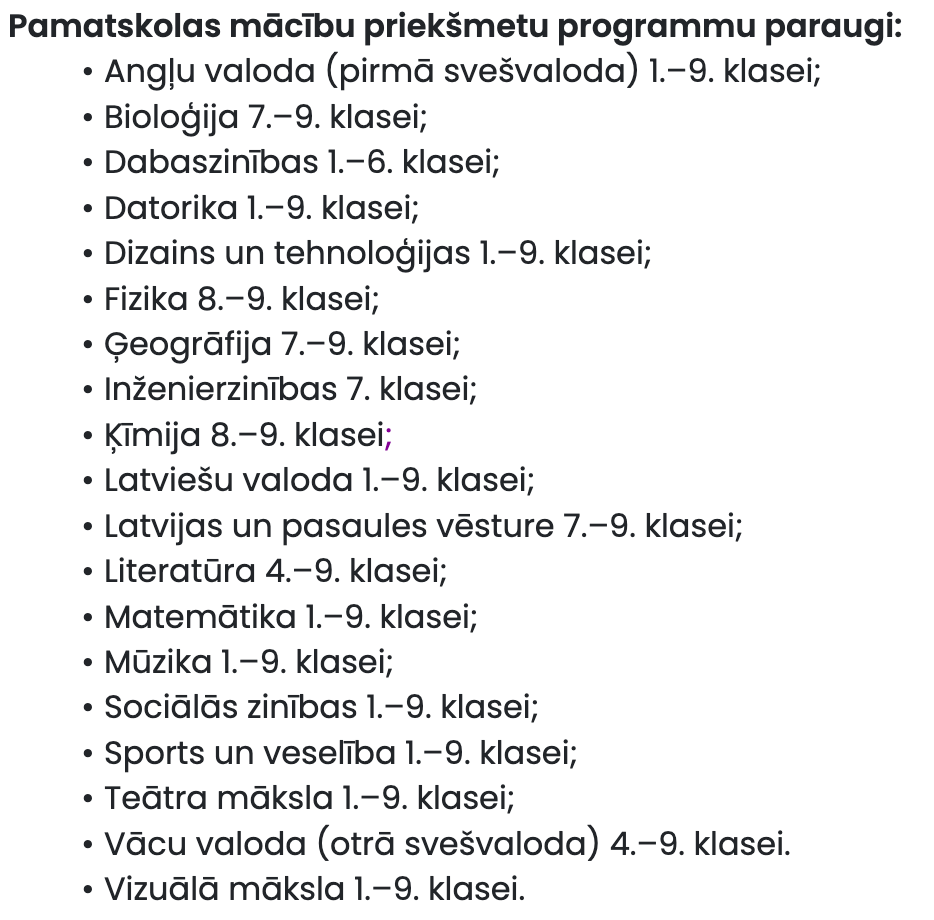 Pamatskolas mācību priekšmetu programmu paraugi:
• Angļu valoda (pirmā svešvaloda) 1.–9. klasei;
• Bioloģija 7.–9. klasei;
• Dabaszinības 1.–6. klasei;
• Datorika 1.–9. klasei;
• Dizains un tehnoloģijas 1.–9. klasei;
• Fizika 8.–9. klasei;
• Ģeogrāfija 7.–9. klasei;
• Inženierzinības 7. klasei;
• Ķīmija 8.–9. klasei;
• Latviešu valoda 1.–9. klasei;
• Latvijas un pasaules vēsture 7.–9. klasei;
• Literatūra 4.–9. klasei;
• Matemātika 1.–9. klasei;
• Mūzika 1.–9. klasei;
• Sociālās zinības 1.–9. klasei;
• Sports un veselība 1.–9. klasei;
• Teātra māksla 1.–9. klasei;
• Vācu valoda (otrā svešvaloda) 4.–9. klasei.
• Vizuālā māksla 1.–9. klasei.